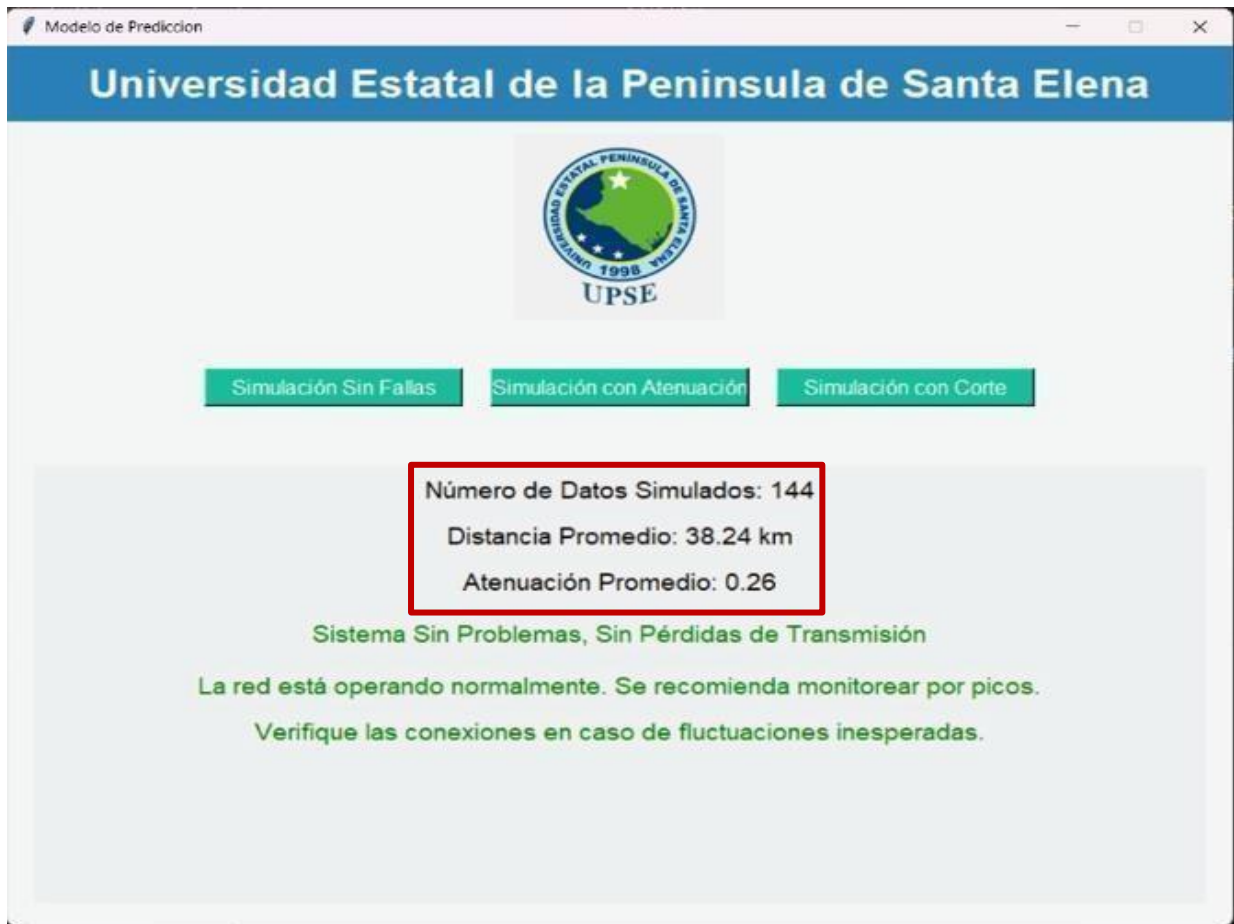 Modelo de Prediccion
Universidad Estatal de la Peninsula de Santa Elena
UNIVERSIDAD ESTATAL PENÍNSULA DE SANTA ELENA
1998
UPSE
Simulación Sin Fallas
Simulación con Atenuación
Simulación con Corte
Número de Datos Simulados: 144
Distancia Promedio: 38.24 km
Atenuación Promedio: 0.26
Sistema Sin Problemas, Sin Pérdidas de Transmisión
La red está operando normalmente. Se recomienda monitorear por picos.
Verifique las conexiones en caso de fluctuaciones inesperadas.